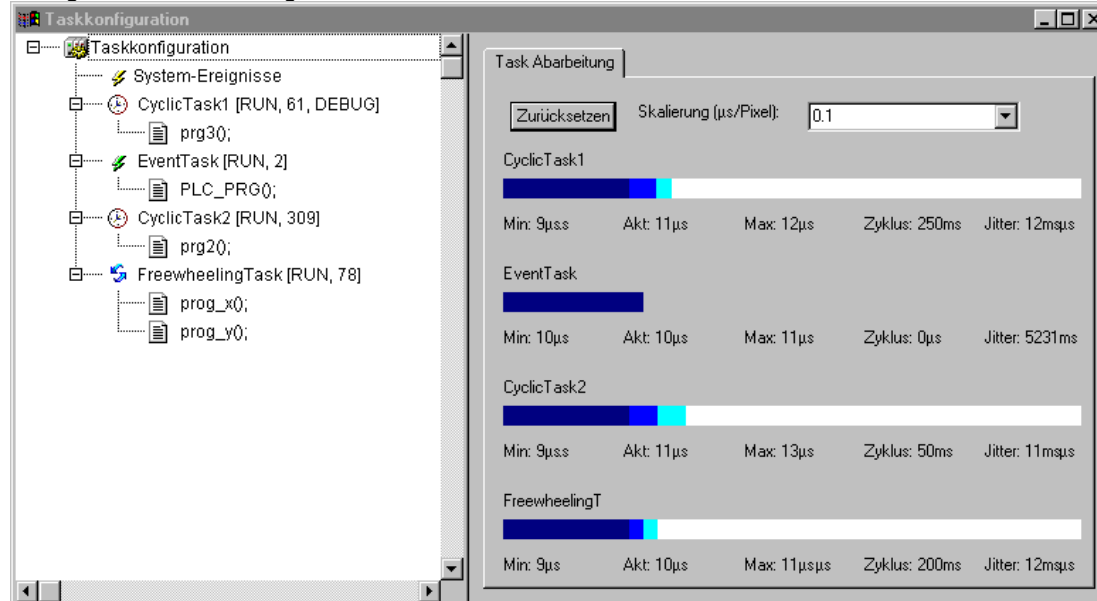 Taskkonfiguration
Taskkonfiguration
System-Ereignisse
CyclicTask1 [RUN, 61, DEBUG]
prg3();
EventTask [RUN, 2]
PLC_PRG();
CyclicTask2 [RUN, 309]
prg2();
FreewheelingTask [RUN, 78]
prog_x();
prog_y();
Task Abarbeitung
Zurücksetzen Skalierung (µs/Pixel): 0.1
CyclicTask1
Min: 9µs.s Akt: 11µs Max: 12µs Zyklus: 250ms Jitter: 12msµs
EventTask
Min: 10µs Akt: 10µs Max: 11µs Zyklus: 0µs Jitter: 5231ms
CyclicTask2
Min: 9µs.s Akt: 11µs Max: 13µs Zyklus: 50ms Jitter: 11msµs
FreewheelingT
Min: 9µs Akt: 10µs Max: 11µsµs Zyklus: 200ms Jitter: 12msµs